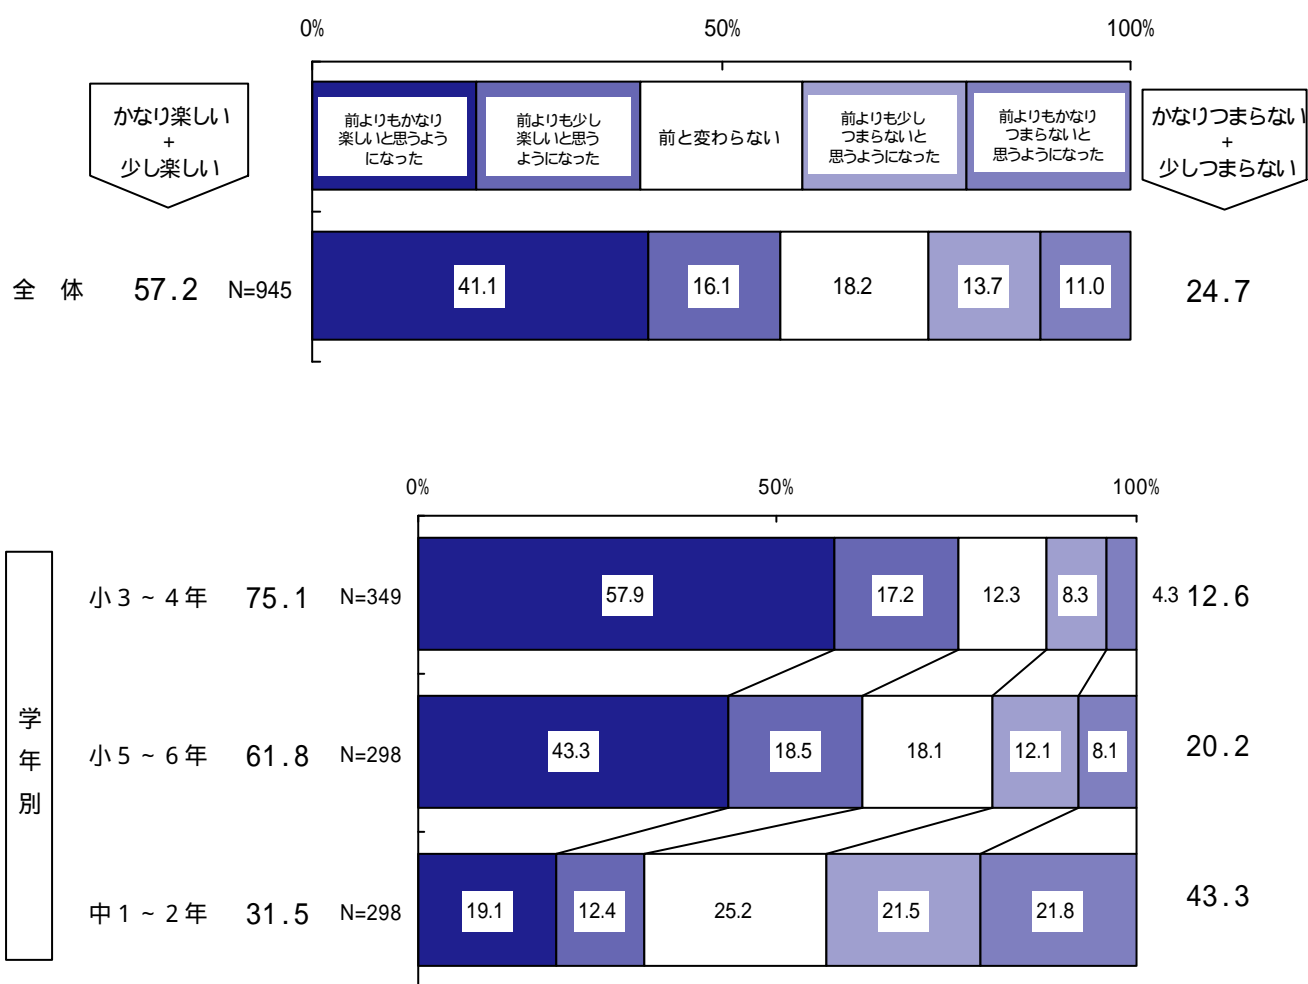 0%
50%
100%
かなり楽しい
+
少し楽しい
前よりもかなり
楽しいと思うよう
になった
前よりも少し
楽しいと思う
ようになった
前と変わらない
前よりも少し
つまらないと
思うようになった
前よりもかなり
つまらないと
思うようになった
かなりつまらない
+
少しつまらない
全 体 57.2 N=945 41.1 16.1 18.2 13.7 11.0 24.7
0%
50%
100%
学年別
小3~4年 75.1 N=349 57.9 17.2 12.3 8.3 4.3 12.6
小5~6年 61.8 N=298 43.3 18.5 18.1 12.1 8.1 20.2
中1~2年 31.5 N=298 19.1 12.4 25.2 21.5 21.8 43.3